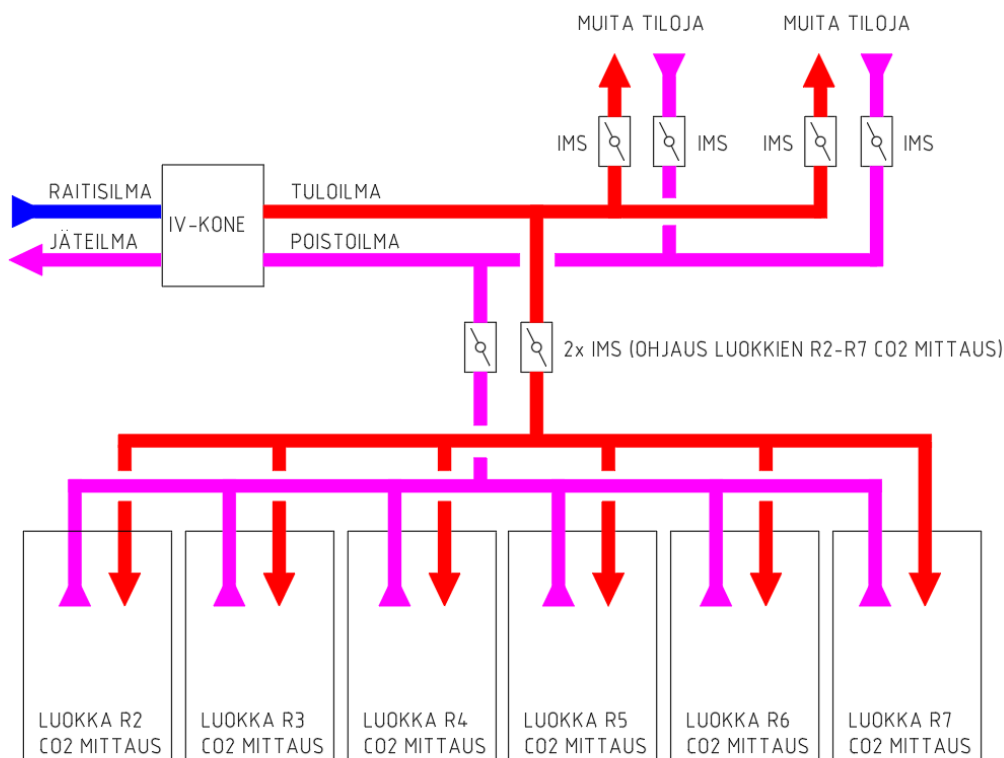 MUITA TILOJA
MUITA TILOJA
IMS
IMS
IMS
IMS
RAITISILMA
TULOILMA
IV-KONE
JÄTEILMA
POISTOILMA
2x IMS (OHJAUS LUOKKIEN R2-R7 CO2 MITTAUS)
LUOKKA R2
CO2 MITTAUS
LUOKKA R3
CO2 MITTAUS
LUOKKA R4
CO2 MITTAUS
LUOKKA R5
CO2 MITTAUS
LUOKKA R6
CO2 MITTAUS
LUOKKA R7
CO2 MITTAUS